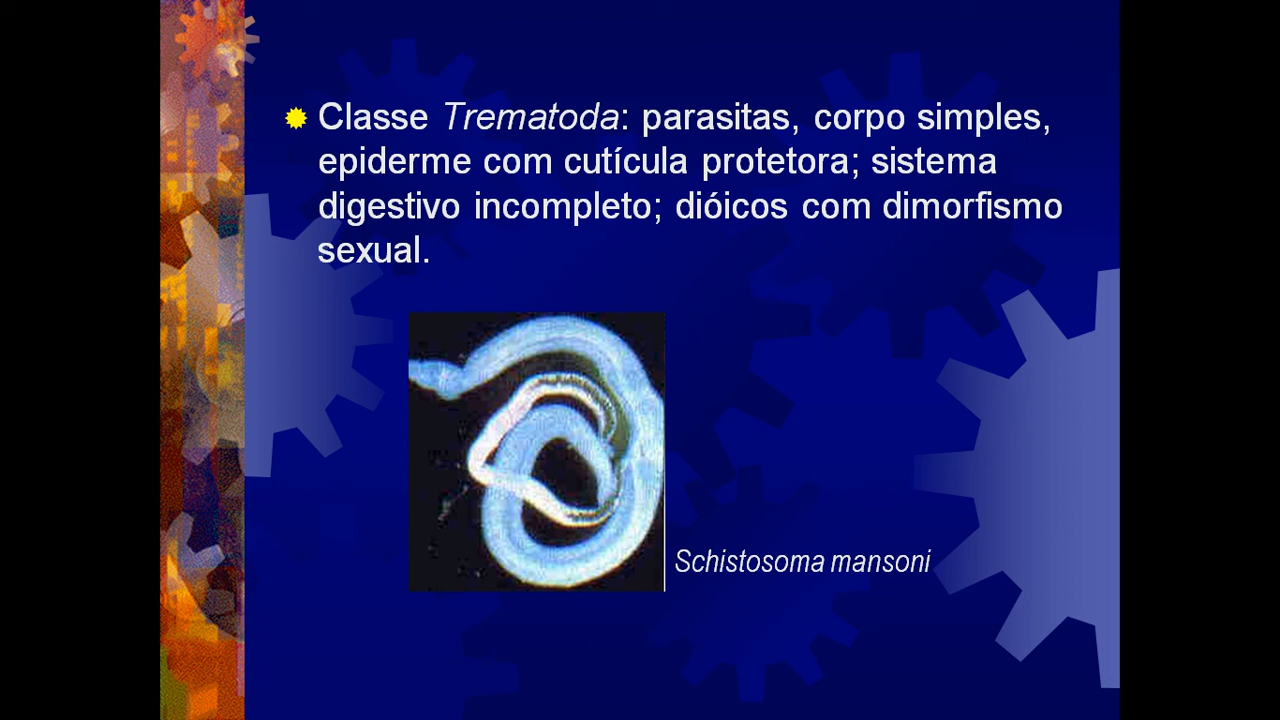 Classe Trematoda: parasitas, corpo simples,
epiderme com cutícula protetora; sistema
digestivo incompleto; dióicos com dimorfismo
sexual.
Schistosoma mansoni